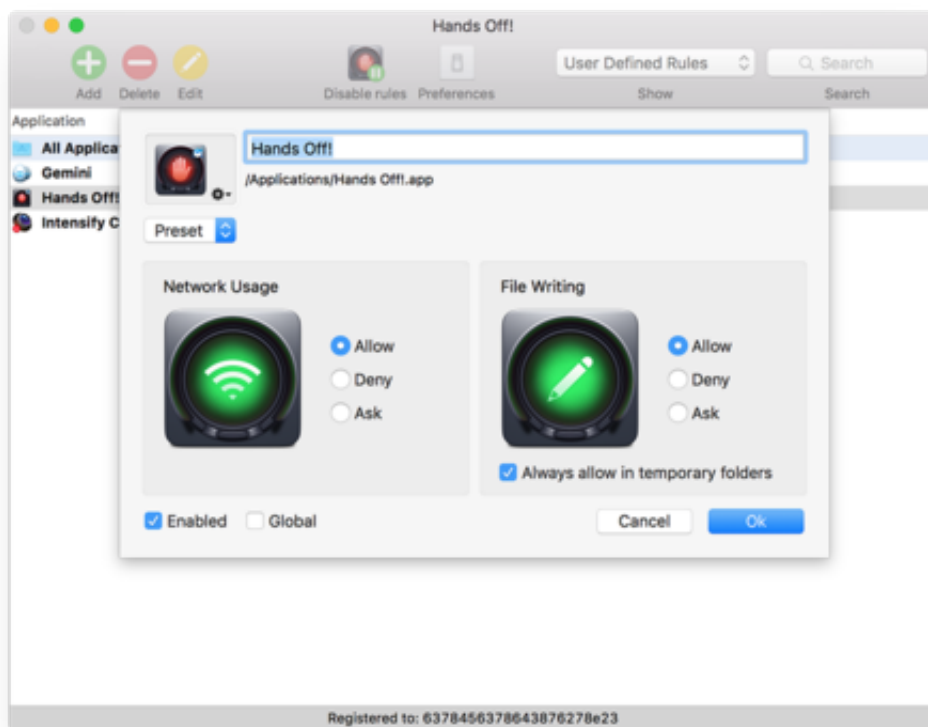 Hands Off!
User Defined Rules
Search
Add
Delete
Edit
Disable rules
Preferences
Show
Search
Application
All Applica
Gemini
Hands Off!
Intensify C
Hands Off!
/Applications/Hands Off!.app
Preset
Network Usage
Allow
Deny
Ask
File Writing
Allow
Deny
Ask
Always allow in temporary folders
Enabled
Global
Cancel
Ok
Registered to: 6378456378643876278e23